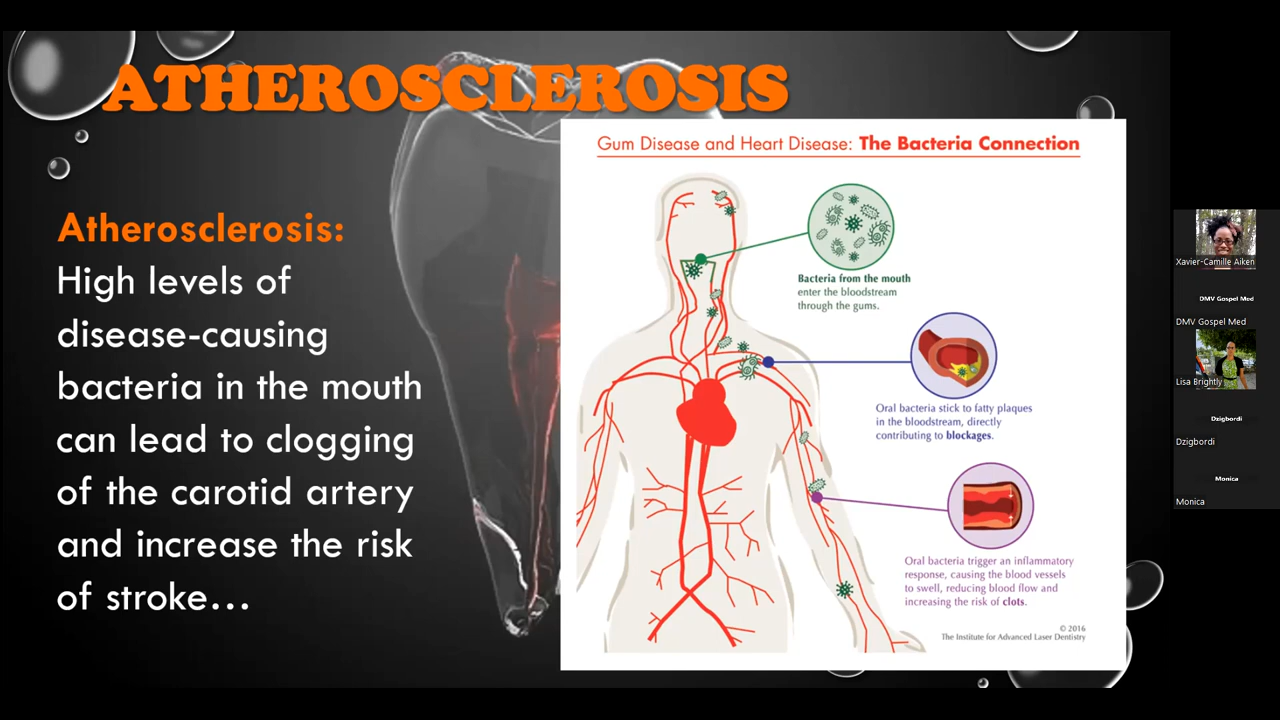 ATHEROSCLEROSIS
Atherosclerosis:
High levels of
disease-causing
bacteria in the mouth
can lead to clogging
of the carotid artery
and increase the risk
of stroke...
Gum Disease and Heart Disease: The Bacteria Connection
Bacteria from the mouth
enter the bloodstream
through the gums.
Oral bacteria stick to fatty plaques
in the bloodstream, directly
contributing to blockages.
Oral bacteria trigger an inflammatory
response, causing the blood vessels
to swell, reducing blood flow and
increasing the risk of clots.
© 2016
The Institute for Advanced Laser Dentistry
Xavier-Camille Aiken
DMV Gospel Med
DMV Gospel Med
Lisa Brightly
Dzigbordi
Dzigbordi
Monica
Monica